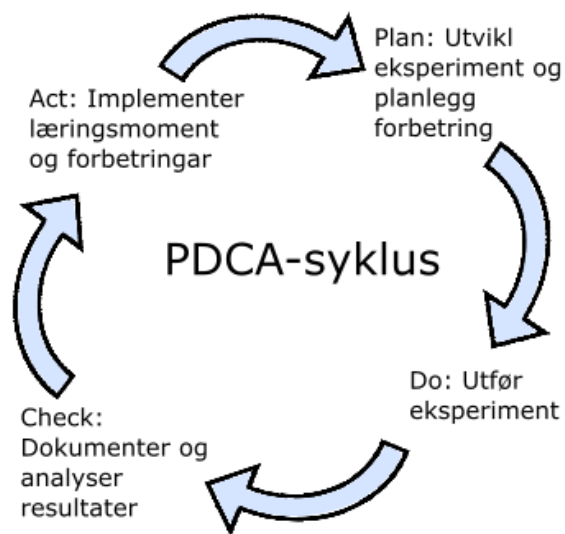 Plan: Utvikl
eksperiment og
planlegg
forbetring
Act: Implementer
læringsmoment
og forbetringar
PDCA-syklus
Do: Utfør
eksperiment
Check:
Dokumenter og
analyser
resultater